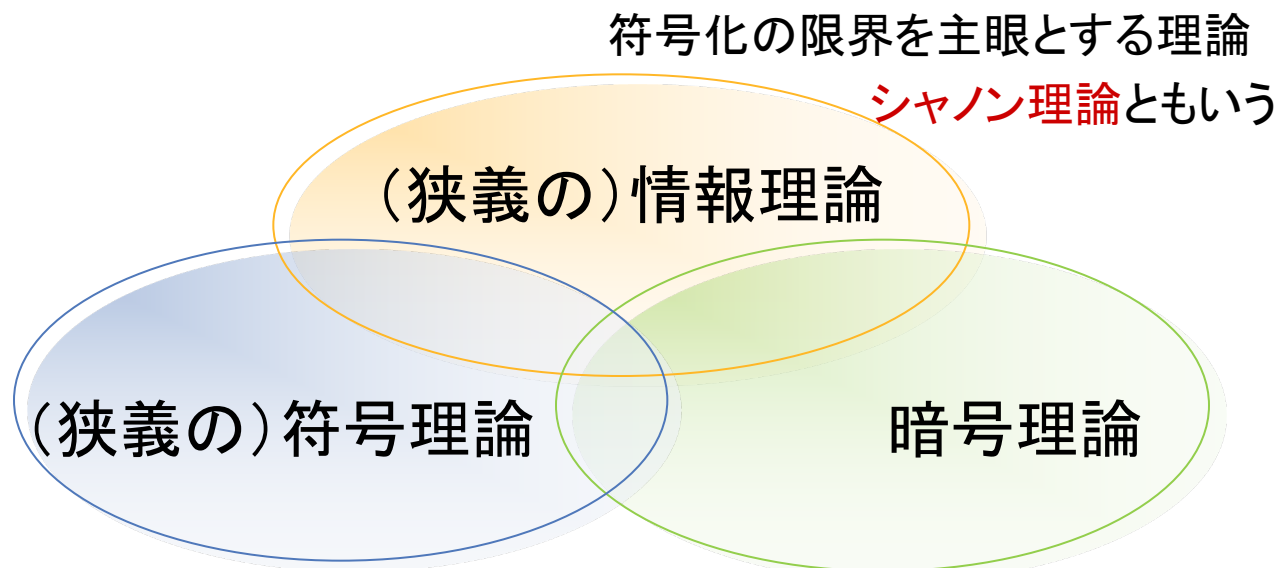 符号化の限界を主眼とする理論
シャノン理論ともいう
（狭義の）情報理論
（狭義の）符号理論
暗号理論